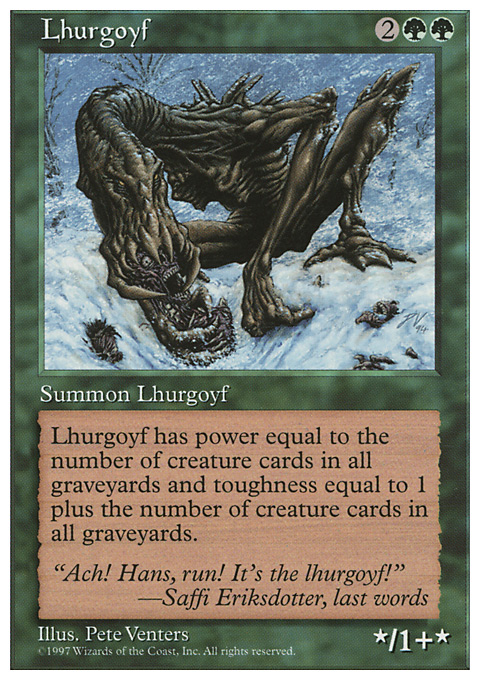 Lhurgoyf 2
Summon Lhurgoyf
Lhurgoyf has power equal to the
number of creature cards in all
graveyards and toughness equal to 1
plus the number of creature cards in
all graveyards.
“Ach! Hans, run! It’s the lhurgoyf!”
—Saffi Eriksdotter, last words
Illus. Pete Venters
©1997 Wizards of the Coast, Inc. All rights reserved.
*/1+*